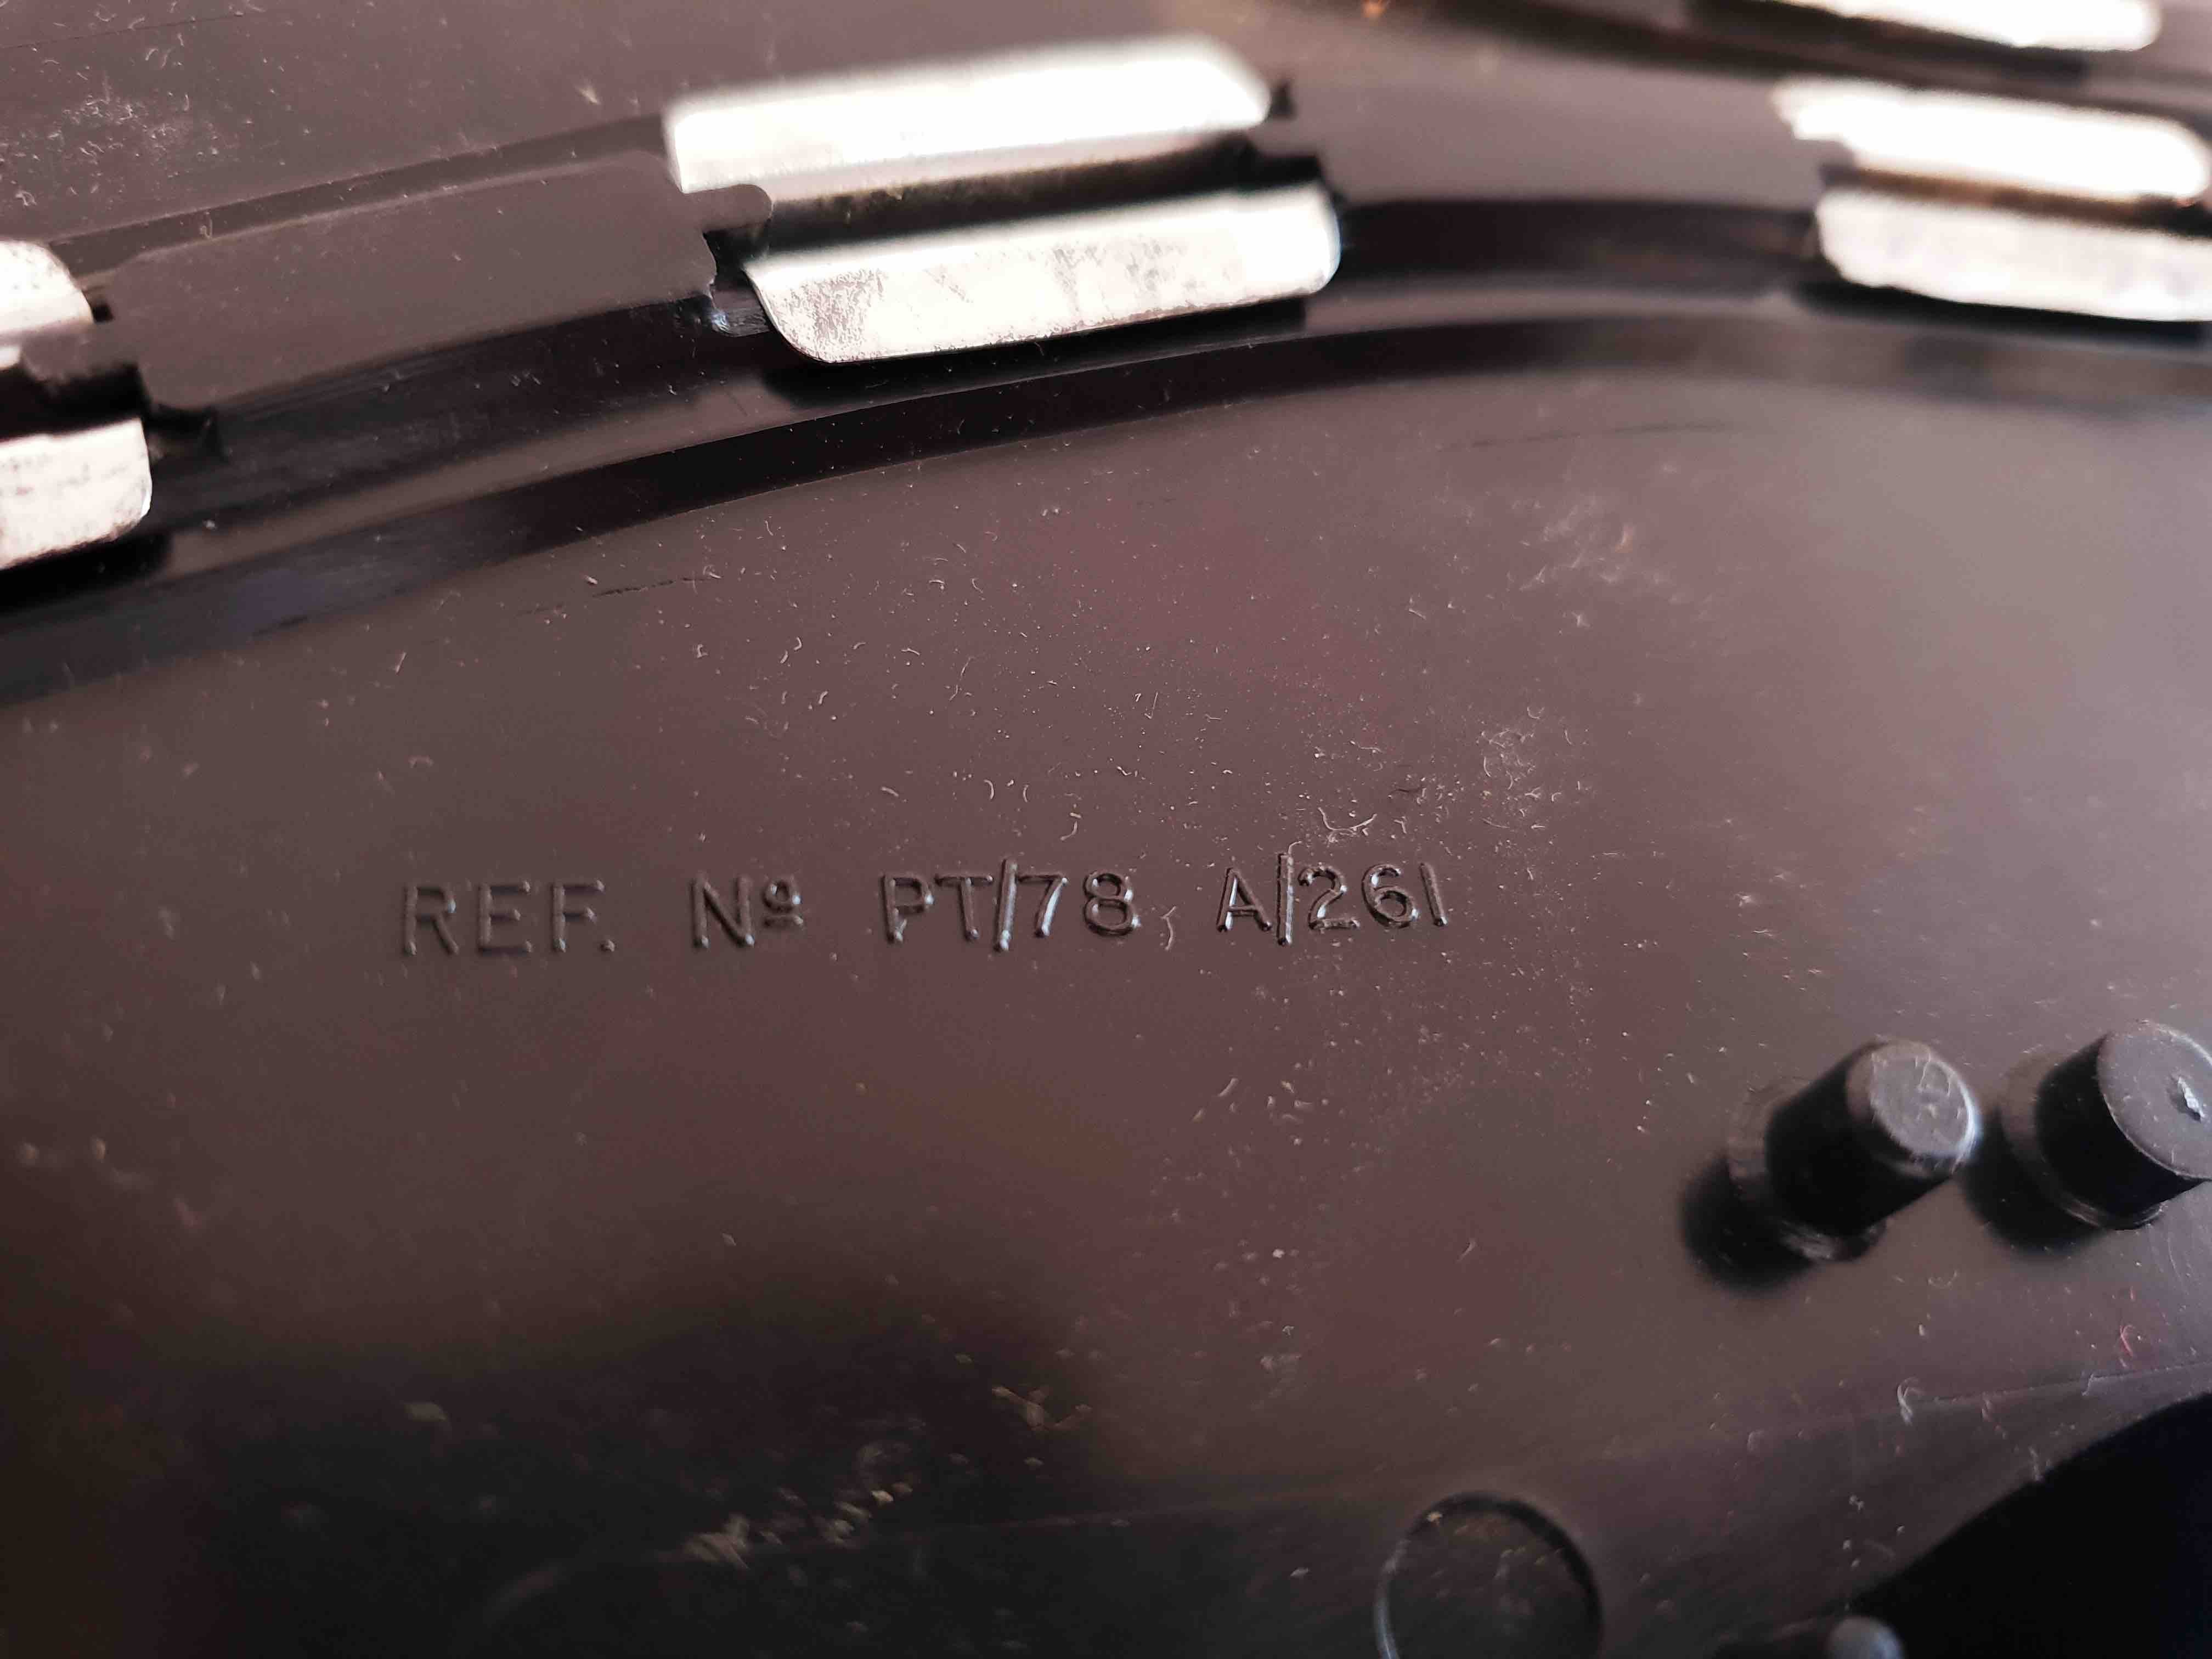 REF. Nº PT/78 A/261